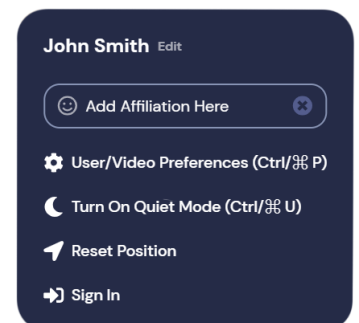 John Smith Edit
Add Affiliation Here
User/Video Preferences (Ctrl/⌘ P)
Turn On Quiet Mode (Ctrl/⌘ U)
Reset Position
Sign In